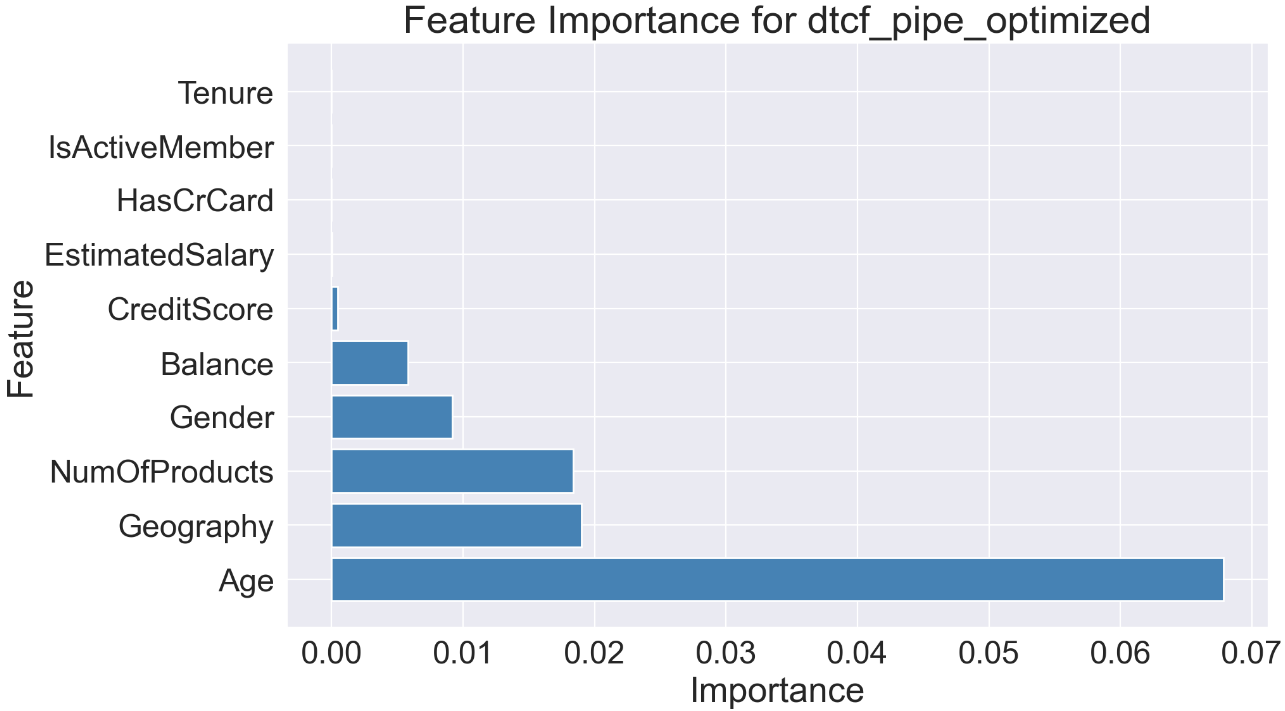 Feature Importance for dtcf_pipe_optimized
Feature
Tenure
IsActiveMember
HasCrCard
EstimatedSalary
CreditScore
Balance
Gender
NumOfProducts
Geography
Age
0.00 0.01 0.02 0.03 0.04 0.05 0.06 0.07
Importance